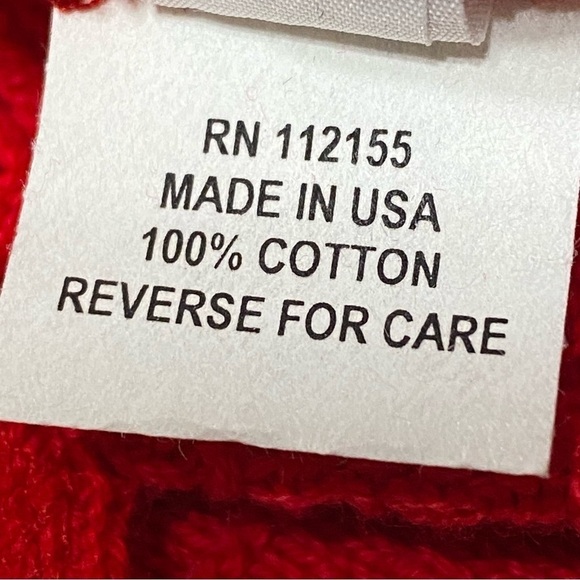 RN 112155
MADE IN USA
100% COTTON
REVERSE FOR CARE